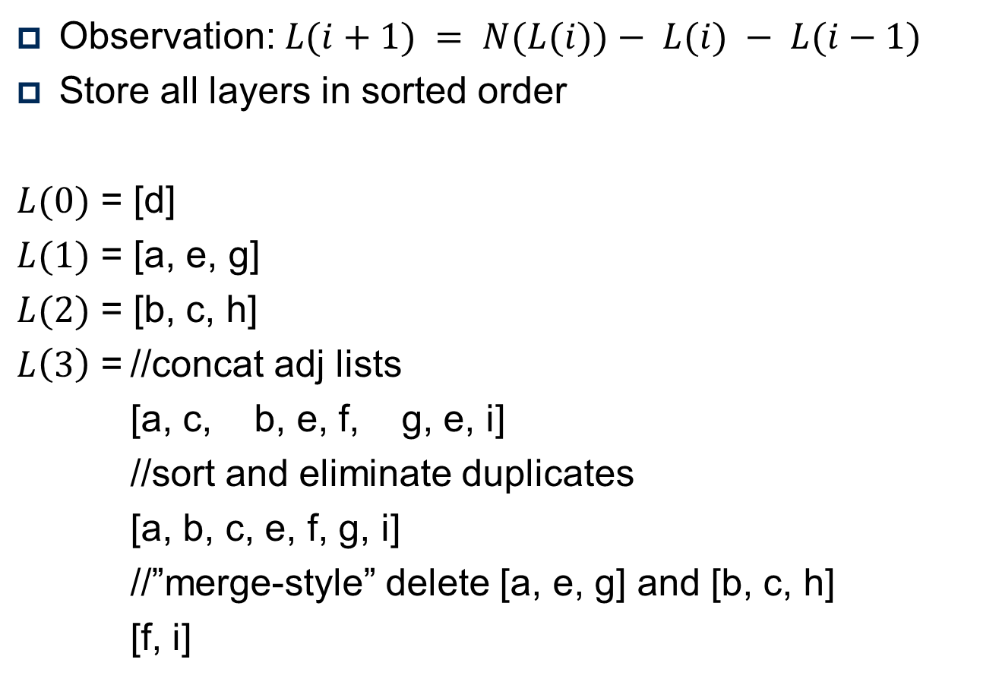 Observation: L(i + 1) = N(L(i)) − L(i) − L(i − 1)
Store all layers in sorted order
L(0) = [d]
L(1) = [a, e, g]
L(2) = [b, c, h]
L(3) = //concat adj lists
[a, c, b, e, f, g, e, i]
//sort and eliminate duplicates
[a, b, c, e, f, g, i]
//”merge-style” delete [a, e, g] and [b, c, h]
[f, i]